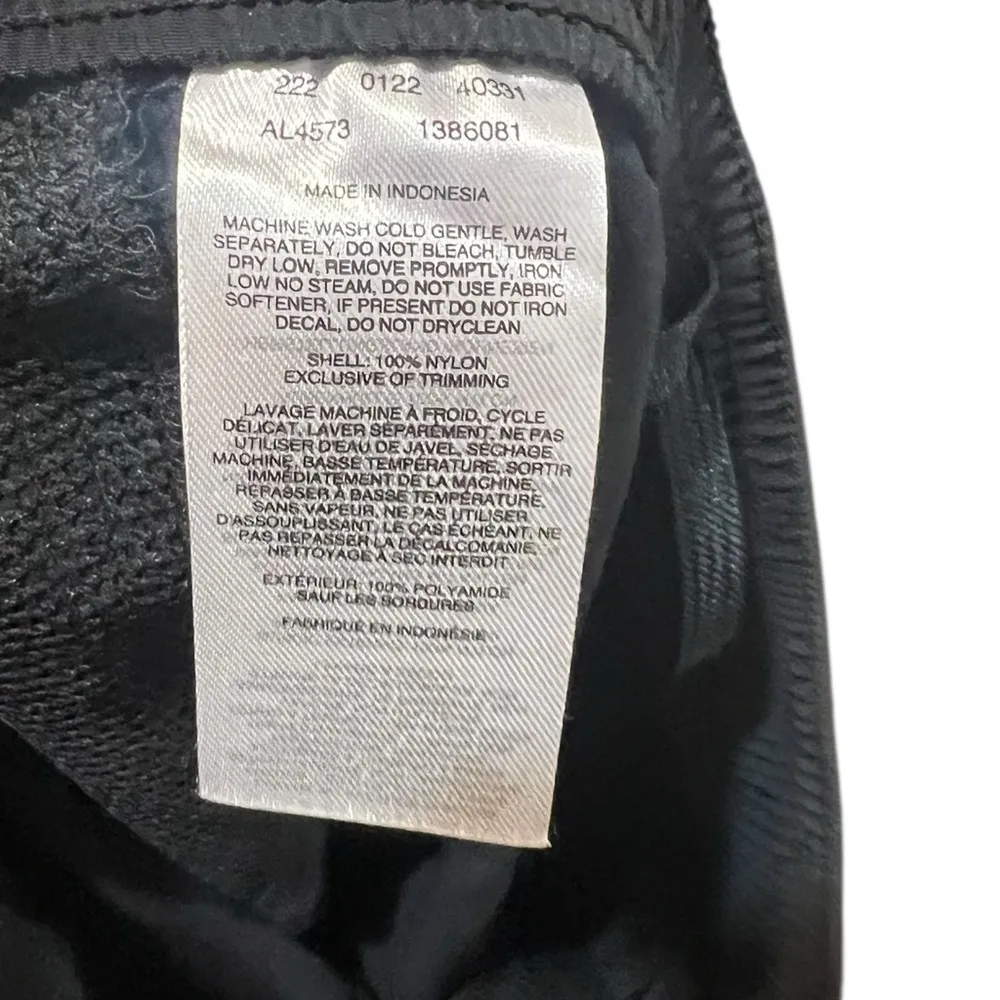 222 0122 40331
AL4573 1386081
MADE IN INDONESIA
MACHINE WASH COLD GENTLE, WASH
SEPARATELY, DO NOT BLEACH, TUMBLE
DRY LOW, REMOVE PROMPTLY, IRON
LOW NO STEAM, DO NOT USE FABRIC
SOFTENER, IF PRESENT DO NOT IRON
DECAL, DO NOT DRYCLEAN
SHELL: 100% NYLON
EXCLUSIVE OF TRIMMING
LAVAGE MACHINE À FROID, CYCLE
DÉLICAT, LAVER SÉPARÉMENT, NE PAS
UTILISER D'EAU DE JAVEL, SÉCHAGE
MACHINE, BASSE TEMPÉRATURE, SORTIR
IMMÉDIATEMENT DE LA MACHINE,
REPASSER À BASSE TEMPÉRATURE,
SANS VAPEUR, NE PAS UTILISER
D'ASSOUPLISSANT, LE CAS ÉCHÉANT, NE
PAS REPASSER LA DÉCALCOMANIE,
NETTOYAGE À SEC INTERDIT
EXTÉRIEUR: 100% POLYAMIDE
SAUF LES BORDURES
FABRIQUÉ EN INDONÉSIE